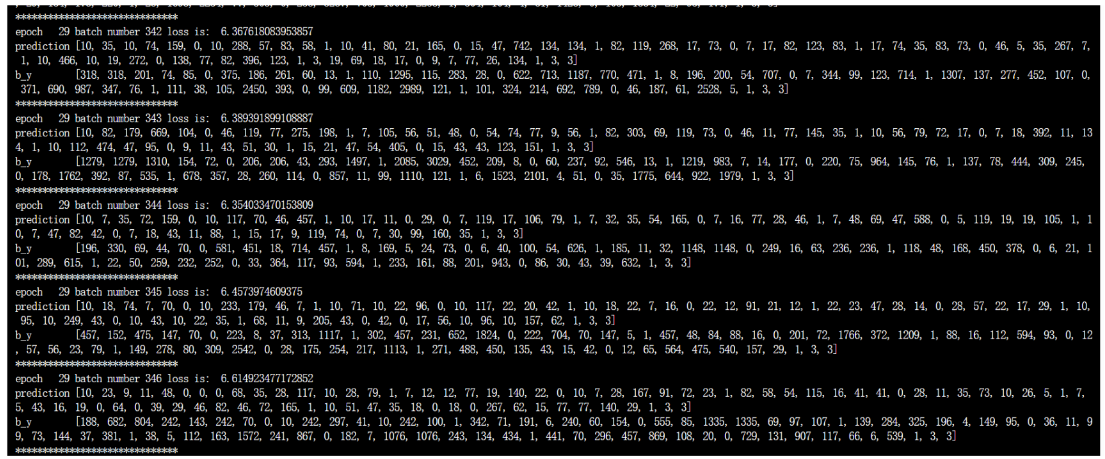 ******************************
epoch   29 batch number 342 loss is:  6.367618083953857
prediction [10, 35, 10, 74, 159, 0, 10, 288, 57, 83, 58, 1, 10, 41, 80, 21, 165, 0, 15, 47, 742, 134, 134, 1, 82, 119, 268, 17, 73, 0, 7, 17, 82, 123, 83, 1, 17, 74, 35, 83, 73, 0, 46, 5, 35, 267, 7,
1, 10, 466, 10, 19, 272, 0, 138, 77, 82, 396, 123, 1, 3, 19, 69, 18, 17, 0, 9, 7, 77, 26, 134, 1, 3, 3]
b_y       [318, 318, 201, 74, 85, 0, 375, 186, 261, 60, 13, 1, 110, 1295, 115, 283, 28, 0, 622, 713, 1187, 770, 471, 1, 8, 196, 200, 54, 707, 0, 7, 344, 99, 123, 714, 1, 1307, 137, 277, 452, 107, 0,
371, 690, 987, 347, 76, 1, 111, 38, 105, 2450, 393, 0, 99, 609, 1182, 2989, 121, 1, 101, 324, 214, 692, 789, 0, 46, 187, 61, 2528, 5, 1, 3, 3]
******************************
epoch   29 batch number 343 loss is:  6.389391899108887
prediction [10, 82, 179, 669, 104, 0, 46, 119, 77, 275, 198, 1, 7, 105, 56, 51, 48, 0, 54, 74, 77, 9, 56, 1, 82, 303, 69, 119, 73, 0, 46, 11, 77, 145, 35, 1, 10, 56, 79, 72, 17, 0, 7, 18, 392, 11, 13
4, 1, 10, 112, 474, 47, 95, 0, 9, 11, 43, 51, 30, 1, 15, 21, 47, 54, 405, 0, 15, 43, 43, 123, 151, 1, 3, 3]
b_y       [1279, 1279, 1310, 154, 72, 0, 206, 206, 43, 293, 1497, 1, 2085, 3029, 452, 209, 8, 0, 60, 237, 92, 546, 13, 1, 1219, 983, 7, 14, 177, 0, 220, 75, 964, 145, 76, 1, 137, 78, 444, 309, 245,
0, 178, 1762, 392, 87, 535, 1, 678, 357, 28, 260, 114, 0, 857, 11, 99, 1110, 121, 1, 6, 1523, 2101, 4, 51, 0, 35, 1775, 644, 922, 1979, 1, 3, 3]
******************************
epoch   29 batch number 344 loss is:  6.354033470153809
prediction [10, 7, 35, 72, 159, 0, 10, 117, 70, 46, 457, 1, 10, 17, 11, 0, 29, 0, 7, 119, 17, 106, 79, 1, 7, 32, 35, 54, 165, 0, 7, 16, 77, 28, 46, 1, 7, 48, 69, 47, 588, 0, 5, 119, 19, 19, 105, 1, 1
0, 7, 47, 82, 42, 0, 7, 18, 43, 11, 88, 1, 15, 17, 9, 119, 74, 0, 7, 30, 99, 160, 35, 1, 3, 3]
b_y       [196, 330, 69, 44, 70, 0, 581, 451, 18, 714, 457, 1, 8, 169, 5, 24, 73, 0, 6, 40, 100, 54, 626, 1, 185, 11, 32, 1148, 1148, 0, 249, 16, 63, 236, 236, 1, 118, 48, 168, 450, 378, 0, 6, 21, 1
01, 289, 615, 1, 22, 50, 259, 232, 252, 0, 33, 364, 117, 93, 594, 1, 233, 161, 88, 201, 943, 0, 86, 30, 43, 39, 632, 1, 3, 3]
******************************
epoch   29 batch number 345 loss is:  6.4573974609375
prediction [10, 18, 74, 7, 70, 0, 10, 233, 179, 46, 7, 1, 10, 71, 10, 22, 96, 0, 10, 117, 22, 20, 42, 1, 10, 18, 22, 7, 16, 0, 22, 12, 91, 21, 12, 1, 22, 23, 47, 28, 14, 0, 28, 57, 22, 17, 29, 1, 10,
95, 10, 249, 43, 0, 10, 43, 10, 22, 35, 1, 68, 11, 9, 205, 43, 0, 42, 0, 17, 56, 10, 96, 10, 157, 62, 1, 3, 3]
b_y       [457, 152, 475, 147, 70, 0, 223, 8, 37, 313, 1117, 1, 302, 457, 231, 652, 1824, 0, 222, 704, 70, 147, 5, 1, 457, 48, 84, 88, 16, 0, 201, 72, 1766, 372, 1209, 1, 88, 16, 112, 594, 93, 0, 12
, 57, 56, 23, 79, 1, 149, 278, 80, 309, 2542, 0, 28, 175, 254, 217, 1113, 1, 271, 488, 450, 135, 43, 15, 42, 0, 12, 65, 564, 475, 540, 157, 29, 1, 3, 3]
******************************
epoch   29 batch number 346 loss is:  6.614923477172852
prediction [10, 23, 9, 11, 48, 0, 0, 0, 68, 35, 28, 117, 10, 28, 79, 1, 7, 12, 12, 77, 19, 140, 22, 0, 10, 7, 28, 167, 91, 72, 23, 1, 82, 58, 54, 115, 16, 41, 41, 0, 28, 11, 35, 73, 10, 26, 5, 1, 7,
5, 43, 16, 19, 0, 64, 0, 39, 29, 46, 82, 46, 72, 165, 1, 10, 51, 47, 35, 18, 0, 18, 0, 267, 62, 15, 77, 77, 140, 29, 1, 3, 3]
b_y       [188, 682, 804, 242, 143, 242, 70, 0, 10, 242, 297, 41, 10, 242, 100, 1, 342, 71, 191, 6, 240, 60, 154, 0, 555, 85, 1335, 1335, 69, 97, 107, 1, 139, 284, 325, 196, 4, 149, 95, 0, 36, 11, 9
9, 73, 144, 37, 381, 1, 38, 5, 112, 163, 1572, 241, 867, 0, 182, 7, 1076, 1076, 243, 134, 434, 1, 441, 70, 296, 457, 869, 108, 20, 0, 729, 131, 907, 117, 66, 6, 539, 1, 3, 3]
******************************